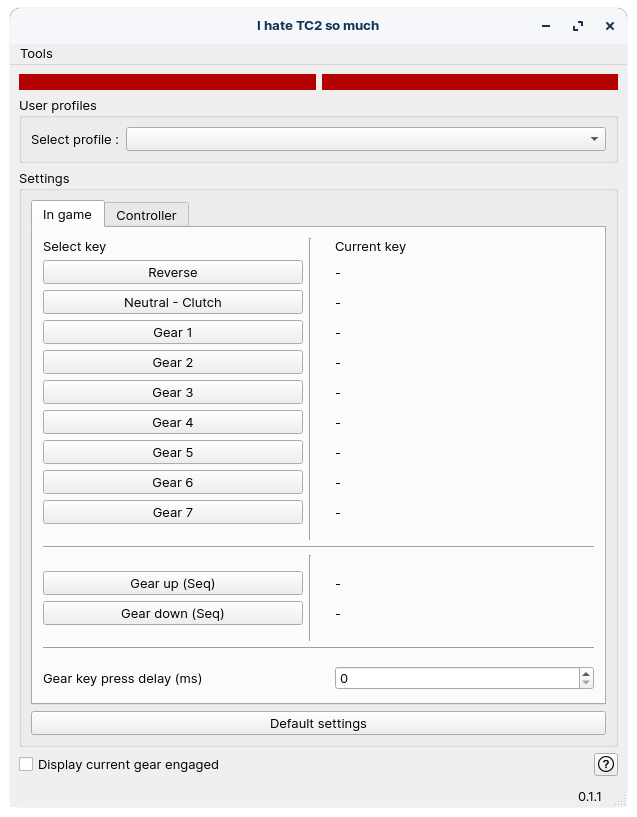 I hate TC2 so much
Tools
User profiles
Select profile :
Settings
In game Controller
Select key Current key
Reverse -
Neutral - Clutch -
Gear 1 -
Gear 2 -
Gear 3 -
Gear 4 -
Gear 5 -
Gear 6 -
Gear 7 -
Gear up (Seq) -
Gear down (Seq) -
Gear key press delay (ms) 0
Default settings
Display current gear engaged ?
0.1.1